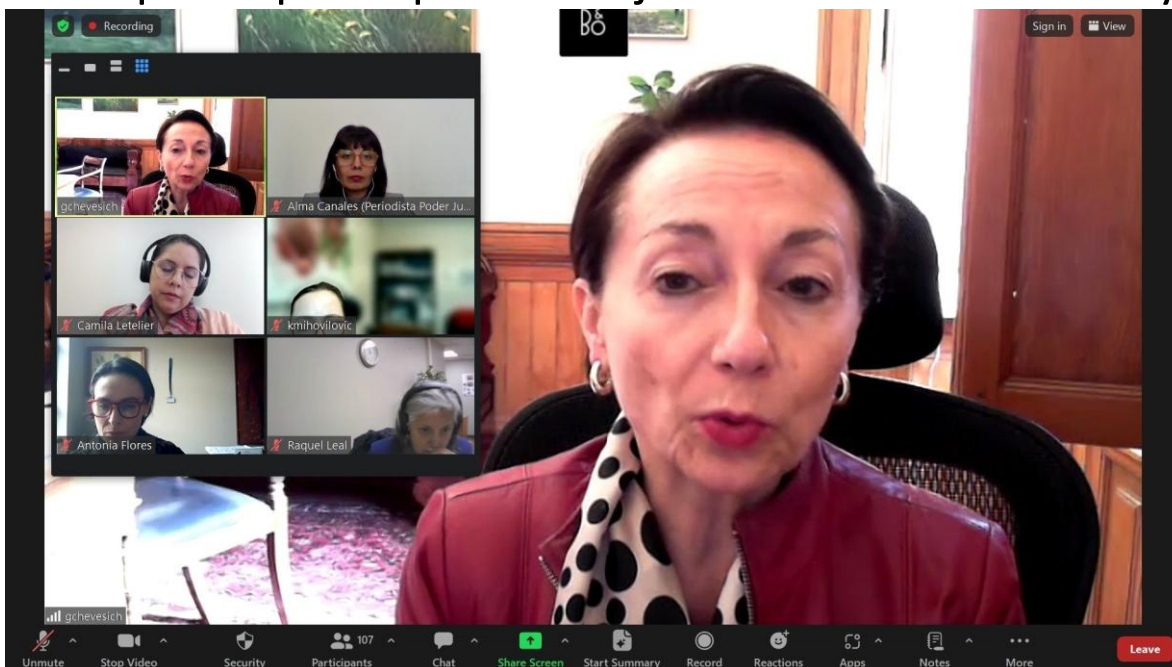 Recording
B&O
Sign in View
gchevesich
Alma Canales (Periodista Poder Ju...
Camila Letelier
kmihovilovic
Antonia Flores
Raquel Leal
gchevesich
Unmute
Stop Video
Security
107
Participants
Chat
Share Screen
Start Summary
Record
Reactions
Apps
Notes
More
Leave